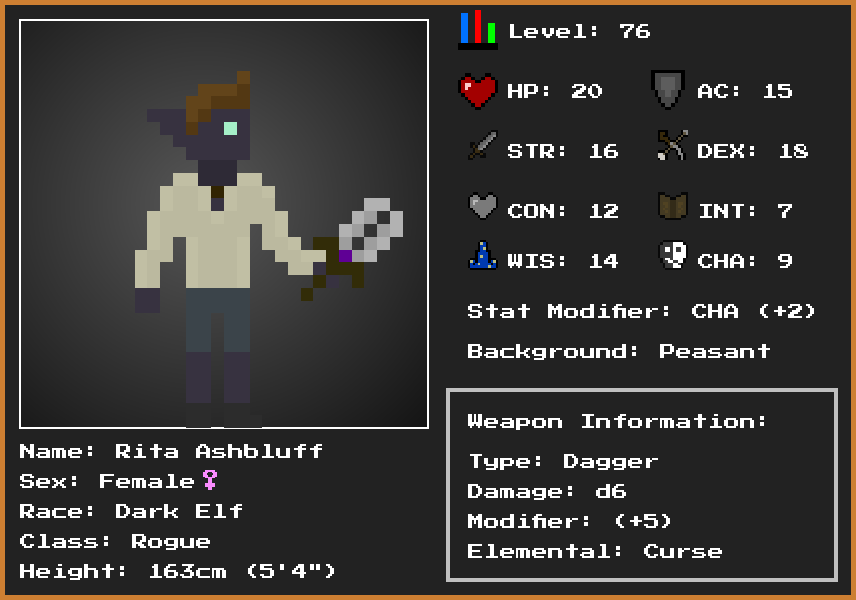 Level: 76
HP: 20
AC: 15
STR: 16
DEX: 18
CON: 12
INT: 7
WIS: 14
CHA: 9
Stat Modifier: CHA (+2)
Background: Peasant
Weapon Information:
Type: Dagger
Damage: d6
Modifier: (+5)
Elemental: Curse
Name: Rita Ashbluff
Sex: Female♀
Race: Dark Elf
Class: Rogue
Height: 163cm (5'4")